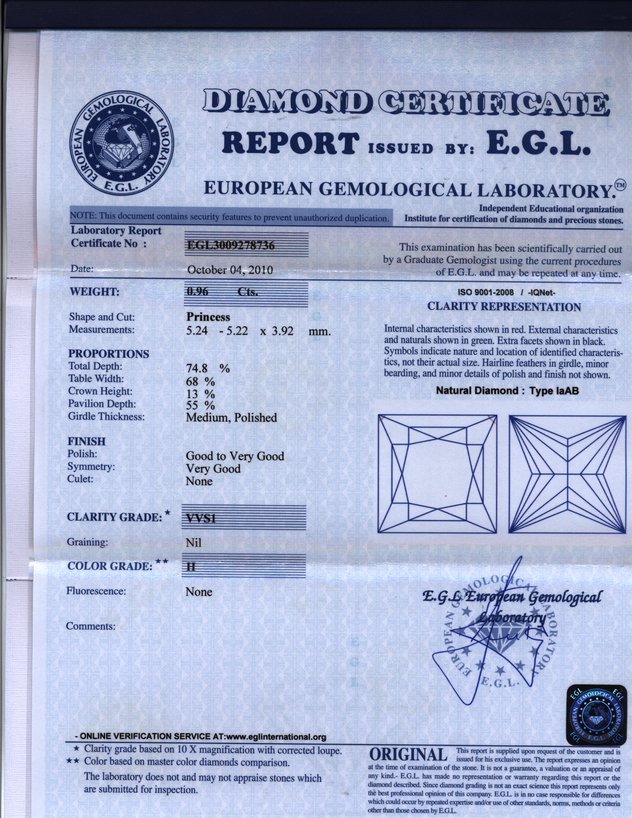 EUROPEAN GEMOLOGICAL LABORATORY
E.G.L.
DIAMOND CERTIFICATE
REPORT ISSUED BY: E.G.L.
EUROPEAN GEMOLOGICAL LABORATORY.™
Independent Educational organization
Institute for certification of diamonds and precious stones.
NOTE: This document contains security features to prevent unauthorized duplication.
Laboratory Report
Certificate No : EGL3009278736
Date: October 04, 2010
This examination has been scientifically carried out
by a Graduate Gemologist using the current procedures
of E.G.L. and may be repeated at any time.
WEIGHT: 0.96 Cts.
Shape and Cut: Princess
Measurements: 5.24 - 5.22 x 3.92 mm.
PROPORTIONS
Total Depth: 74.8 %
Table Width: 68 %
Crown Height: 13 %
Pavilion Depth: 55 %
Girdle Thickness: Medium, Polished
FINISH
Polish: Good to Very Good
Symmetry: Very Good
Culet: None
CLARITY GRADE: * VVS1
Graining: Nil
COLOR GRADE: ** H
Fluorescence: None
Comments:
ISO 9001-2008 / -IQNet-
CLARITY REPRESENTATION
Internal characteristics shown in red. External characteristics
and naturals shown in green. Extra facets shown in black.
Symbols indicate nature and location of identified characteris-
tics, not their actual size. Hairline feathers in girdle, minor
bearding, and minor details of polish and finish not shown.
Natural Diamond : Type IaAB
E.G.L European Gemological
Laboratory
EUROPEAN GEMOLOGICAL LABORATORY
E.G.L.
EGL EGL
- ONLINE VERIFICATION SERVICE AT:www.eglinternational.org
* Clarity grade based on 10 X magnification with corrected loupe.
** Color based on master color diamonds comparison.
The laboratory does not and may not appraise stones which
are submitted for inspection.
ORIGINAL This report is supplied upon request of the customer and is
issued for his exclusive use. The report expresses an opinion
at the time of examination of the stone. It is not a guarantee, a valuation or an appraisal of
any kind.- E.G.L. has made no representation or warranty regarding this report or the
diamond described. Since diamond grading is not an exact science this report represents only
the best professional opinion of this company. E.G.L. is in no case responsible for differences
which could occur by repeated expertise and/or use of other standards, norms, methods or criteria
other than those chosen by E.G.L.